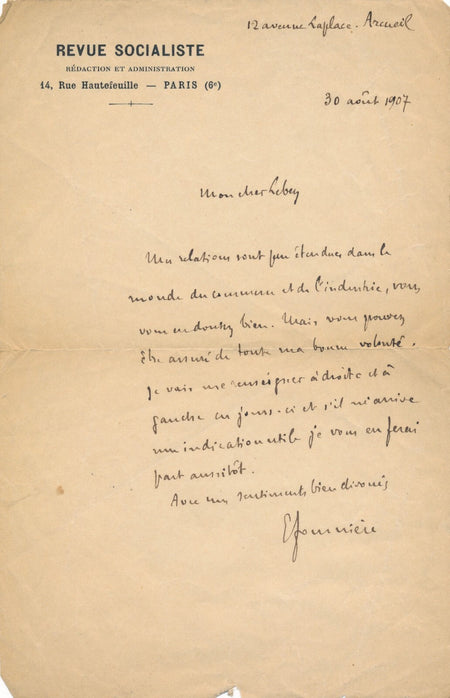 12 avenue Laplace. Arcueil
REVUE SOCIALISTE
RÉDACTION ET ADMINISTRATION
14, Rue Hautefeuille — PARIS (6e)
30 août 1907
Mon cher Lebey
Mes relations sont peu étendues dans le
monde du commerce et de l'industrie, vous
vous en doutez bien. Mais vous pouvez
être assuré de toute ma bonne volonté.
Je vais me renseigner à droite et à
gauche ces jours-ci et s'il m'arrive
une indication utile je vous en ferai
part aussitôt.
Avec mes sentiments bien dévoués
E fournière